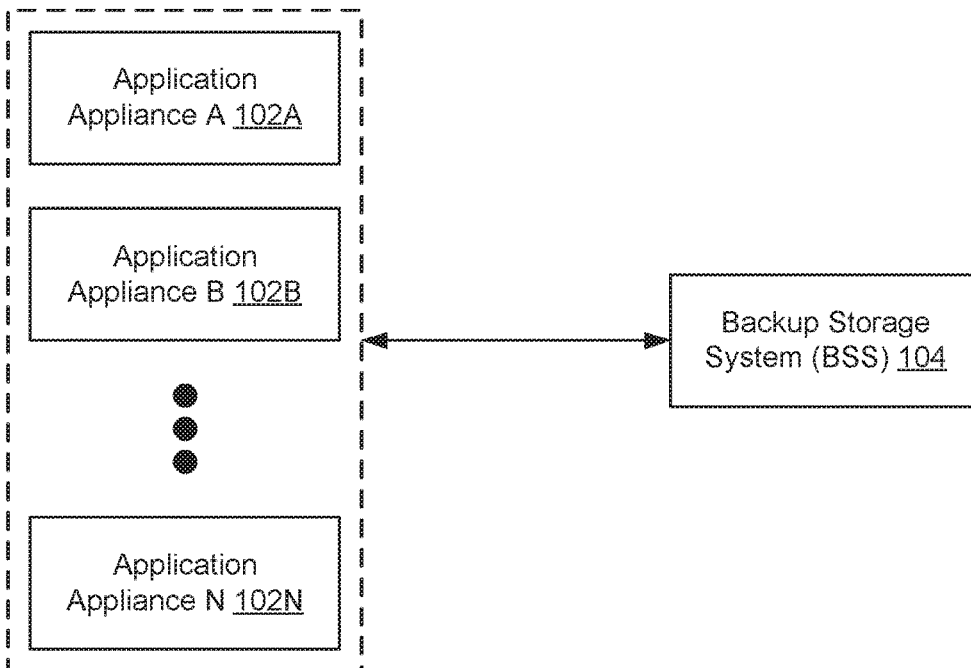 Application
Appliance A 102A
Application
Appliance B 102B
Backup Storage
System (BSS) 104
Application
Appliance N 102N